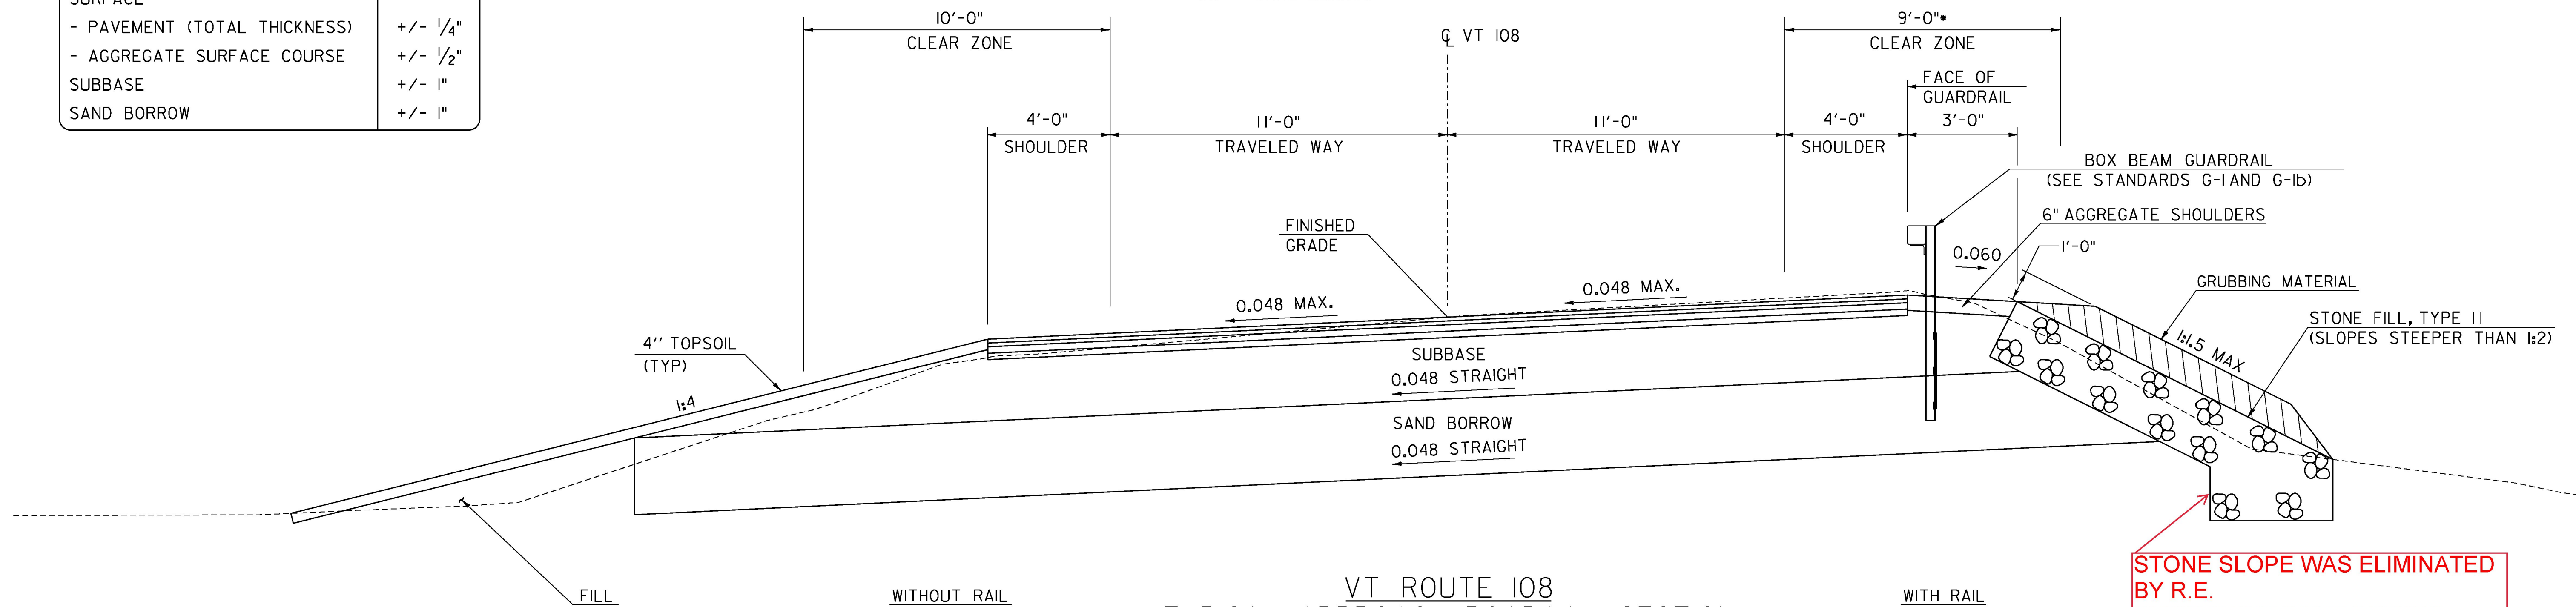 - PAVEMENT (TOTAL THICKNESS) +/- 1/4"
- AGGREGATE SURFACE COURSE +/- 1/2"
SUBBASE +/- 1"
SAND BORROW +/- 1"
10'-0"
CLEAR ZONE
℄ VT 108
9'-0"*
CLEAR ZONE
FACE OF
GUARDRAIL
4'-0"
SHOULDER
11'-0"
TRAVELED WAY
11'-0"
TRAVELED WAY
4'-0"
SHOULDER
3'-0"
BOX BEAM GUARDRAIL
(SEE STANDARDS G-1 AND G-1b)
6" AGGREGATE SHOULDERS
1'-0"
0.060
FINISHED
GRADE
GRUBBING MATERIAL
0.048 MAX.
0.048 MAX.
STONE FILL, TYPE II
(SLOPES STEEPER THAN 1:2)
1:1.5 MAX
4'' TOPSOIL
(TYP)
SUBBASE
0.048 STRAIGHT
1:4
SAND BORROW
0.048 STRAIGHT
STONE SLOPE WAS ELIMINATED
BY R.E.
FILL
WITHOUT RAIL
VT ROUTE 108
WITH RAIL